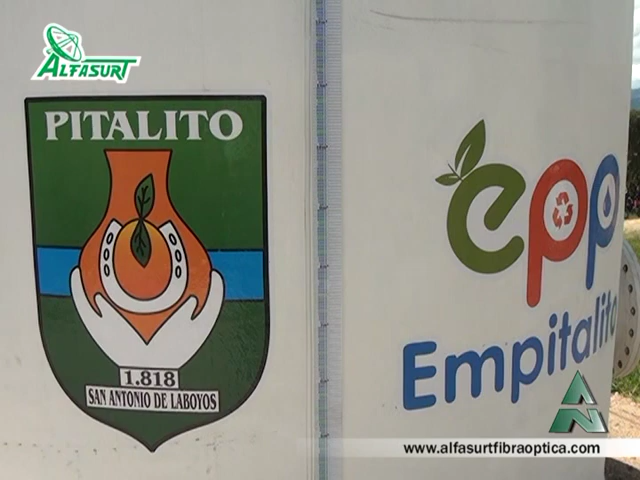 ALFASURT
PITALITO
1.818
SAN ANTONIO DE LABOYOS
epp
Empitalito
www.alfasurtfibraoptica.com